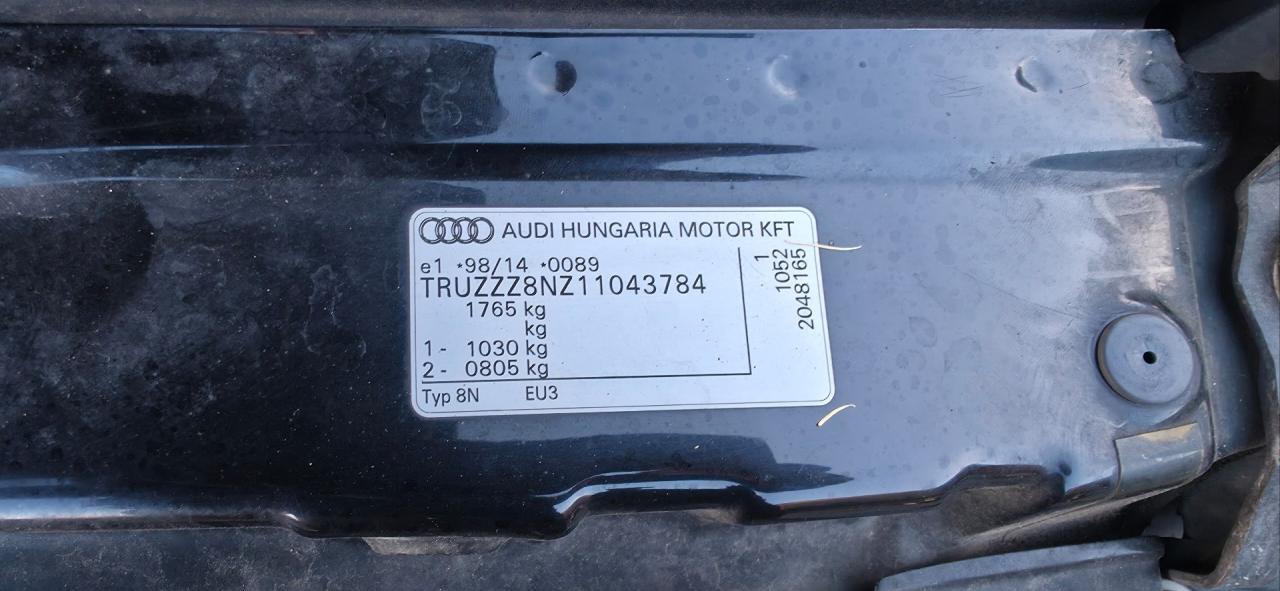 AUDI HUNGARIA MOTOR KFT
e1 *98/14 *0089
TRUZZZ8NZ11043784
1765 kg
kg
1- 1030 kg
2- 0805 kg
Typ 8N EU3
1
1052
2048165